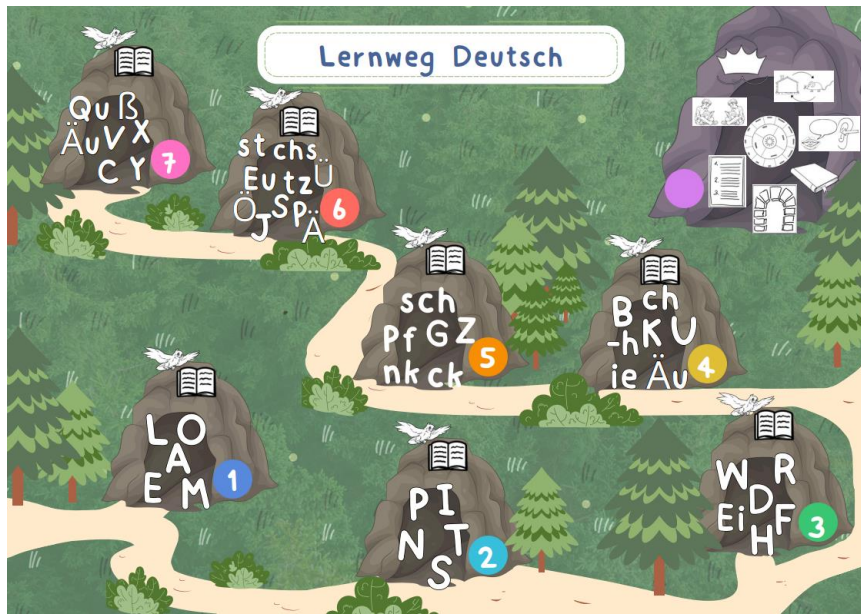 Lernweg Deutsch
Qu ß
Äu V X
C Y
7
st chs
Eu tz Ü
Ö J Sp Ä
6
sch
Pf G Z
nk ck
5
B ch
-h K U
ie Äu
4
L O
A
E M
1
P I
N T
S
2
W R
Ei D F
H
3